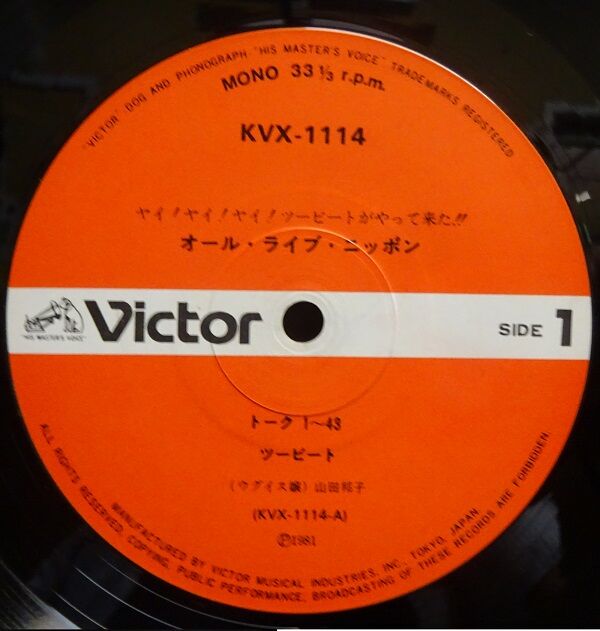 "VICTOR" DOG AND PHONOGRAPH "HIS MASTER'S VOICE" TRADEMARKS REGISTERED
MONO 33 1/3 r.p.m.
KVX-1114
ヤイ!ヤイ!ヤイ!ツービートがやって来た!!
オール・ライブ・ニッポン
"HIS MASTER'S VOICE"
Victor
SIDE 1
トーク 1~43
ツービート
(ウグイス嬢) 山田邦子
(KVX-1114-A)
Ⓟ1981
MANUFACTURED BY VICTOR MUSICAL INDUSTRIES, INC., TOKYO, JAPAN.
ALL RIGHTS RESERVED, COPYING, PUBLIC PERFORMANCE, BROADCASTING OF THESE RECORDS ARE FORBIDDEN.